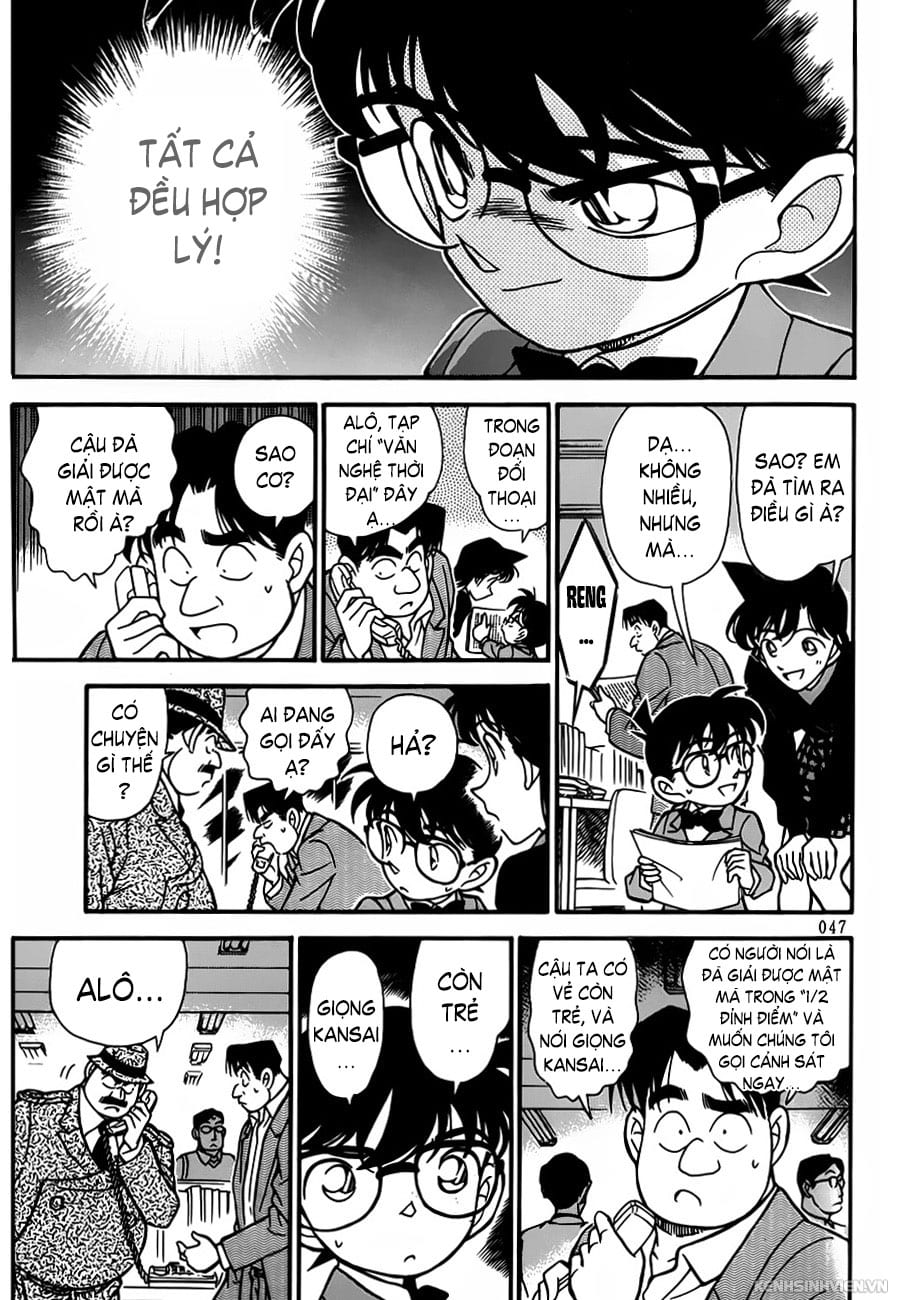 TẤT CẢ
ĐỀU HỢP
LÝ!
SAO? EM
ĐÃ TÌM RA
ĐIỀU GÌ À?
DẠ...
KHÔNG
NHIỀU,
NHƯNG
MÀ...
RENG
...
TRONG
ĐOẠN
ĐỐI
THOẠI
...
ALÔ, TẠP
CHÍ "VĂN
NGHỆ THỜI
ĐẠI" ĐÂY
Ạ...
SAO
CƠ?
CẬU ĐÃ
GIẢI ĐƯỢC
MẬT MÃ
RỒI À?
HẢ?
AI ĐANG
GỌI ĐẤY
Ạ?
CÓ
CHUYỆN
GÌ THẾ
?
047
CÓ NGƯỜI NÓI LÀ
ĐÃ GIẢI ĐƯỢC MẬT
MÃ TRONG "1/2
ĐỈNH ĐIỂM" VÀ
MUỐN CHÚNG TÔI
GỌI CẢNH SÁT
NGAY...
CẬU TA CÓ
VẺ CÒN
TRẺ, VÀ
NÓI GIỌNG
KANSAI...
CÒN
TRẺ
...
GIỌNG
KANSAI
...
ALÔ...
KENHSINHVIEN.VN